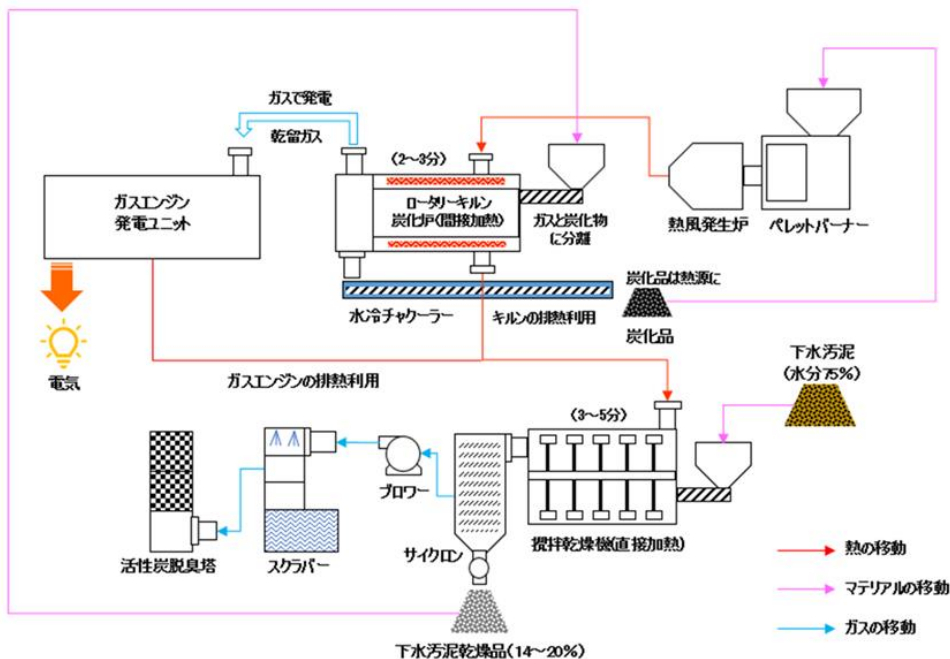 ガスで発電
乾留ガス
(2～3分)
ガスエンジン
発電ユニット
ロータリーキルン
炭化炉(間接加熱)
ガスと炭化物
に分離
熱風発生炉
ペレットバーナー
水冷チャクーラー
キルンの排熱利用
炭化品は熱源に
炭化品
電気
ガスエンジンの排熱利用
下水汚泥
(水分75%)
(3～5分)
ブロワー
サイクロン
攪拌乾燥機(直接加熱)
活性炭脱臭塔
スクラバー
下水汚泥乾燥品(14～20%)
熱の移動
マテリアルの移動
ガスの移動